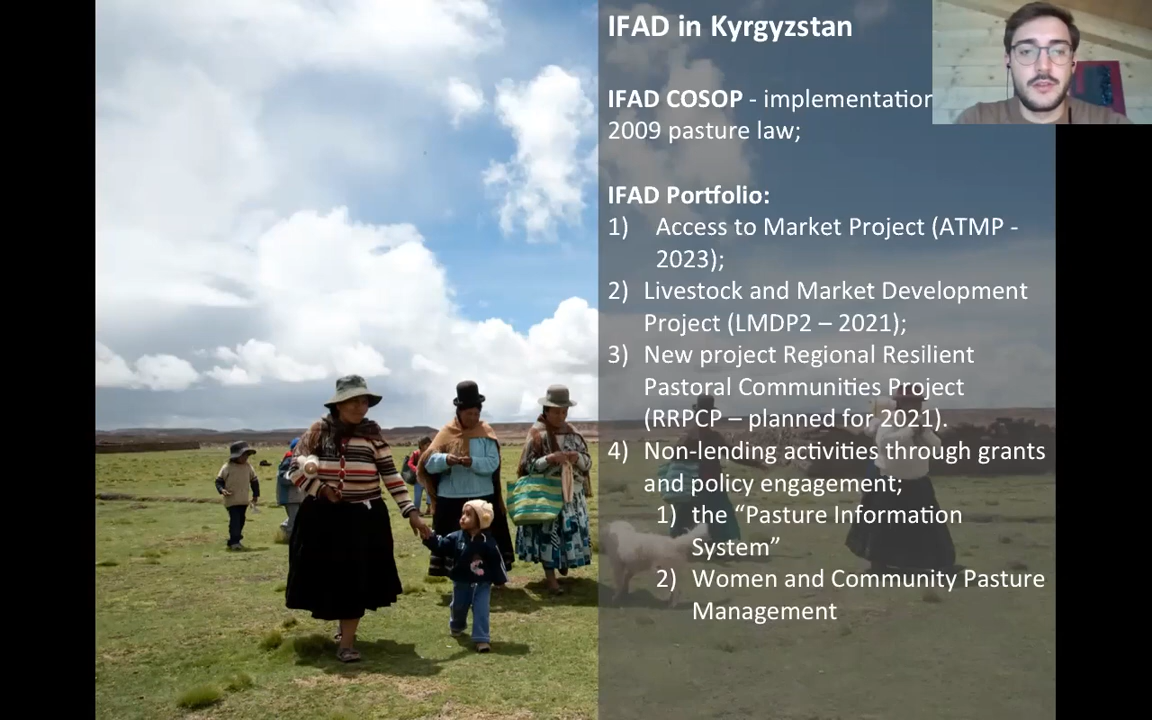 IFAD in Kyrgyzstan
IFAD COSOP - implementation
2009 pasture law;
IFAD Portfolio:
1) Access to Market Project (ATMP -
2023);
2) Livestock and Market Development
Project (LMDP2 – 2021);
3) New project Regional Resilient
Pastoral Communities Project
(RRPCP – planned for 2021).
4) Non-lending activities through grants
and policy engagement;
1) the “Pasture Information
System”
2) Women and Community Pasture
Management